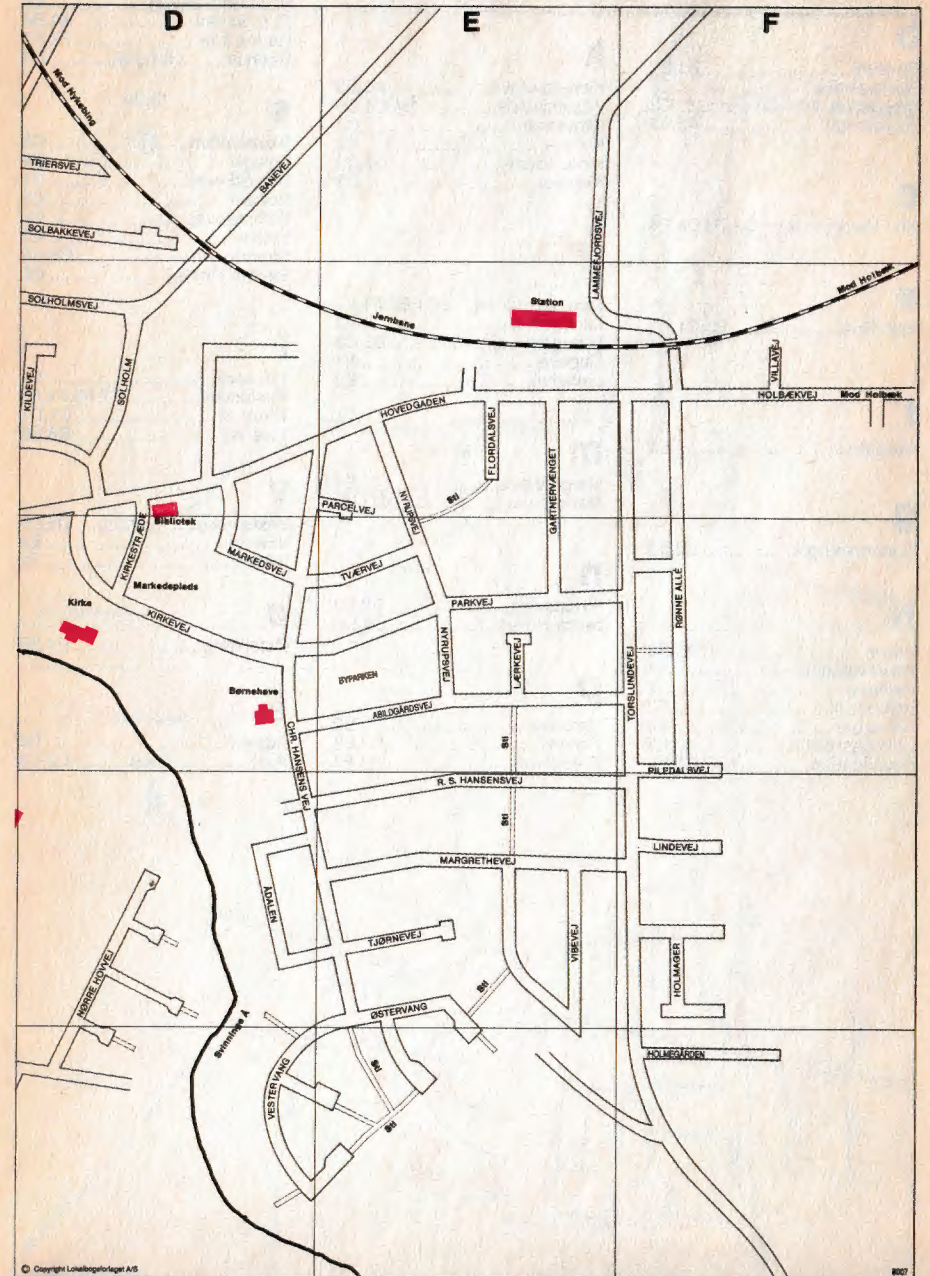 D
E
F
Mod Nykøbing
TRIERSVEJ
BANEVEJ
SOLBAKKEVEJ
LAMMEFJORDSVEJ
SOLHOLMSVEJ
Station
Mod Holbæk
Jernbane
KILDEVEJ
SOLHOLM
VILLAVEJ
HOLBÆKVEJ
Mod Holbæk
HOVEDGADEN
FLORDALSVEJ
GARTNERVÆNGET
Sti
PARCELVEJ
NYRUPSVEJ
Bibliotek
KIRKESTRÆDE
MARKEDSVEJ
TVÆRVEJ
Markedsplads
RØNNE ALLÉ
Kirke
KIRKEVEJ
PARKVEJ
NYRUPSVEJ
LÆRKEVEJ
BYPARKEN
TORSLUNDEVEJ
Børnehave
ABILDGÅRDSVEJ
CHR. HANSENS VEJ
Sti
PILEDALSVEJ
R. S. HANSENSVEJ
Sti
LINDEVEJ
MARGRETHEVEJ
ÅDALEN
TJØRNEVEJ
VIBEVEJ
HOLMAGER
NØRRE HOVVEJ
Sti
ØSTERVANG
Svinninge Å
HOLMEGÅRDEN
Sti
VESTERVANG
Sti
© Copyright Lokalbogsforlaget A/S